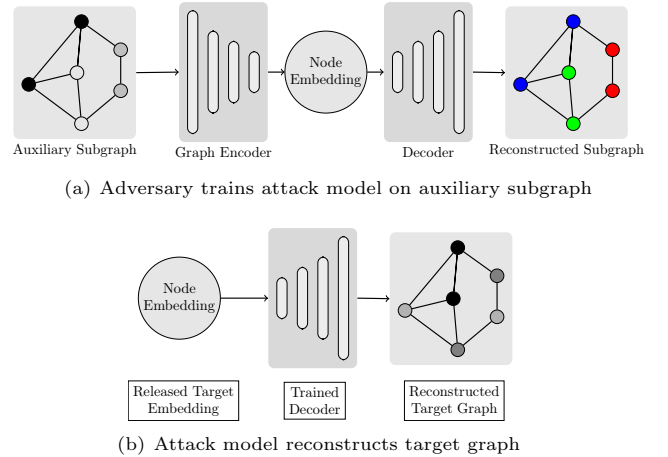 Node
Embedding
Auxiliary Subgraph
Graph Encoder
Decoder
Reconstructed Subgraph
(a) Adversary trains attack model on auxiliary subgraph
Node
Embedding
Released Target
Embedding
Trained
Decoder
Reconstructed
Target Graph
(b) Attack model reconstructs target graph